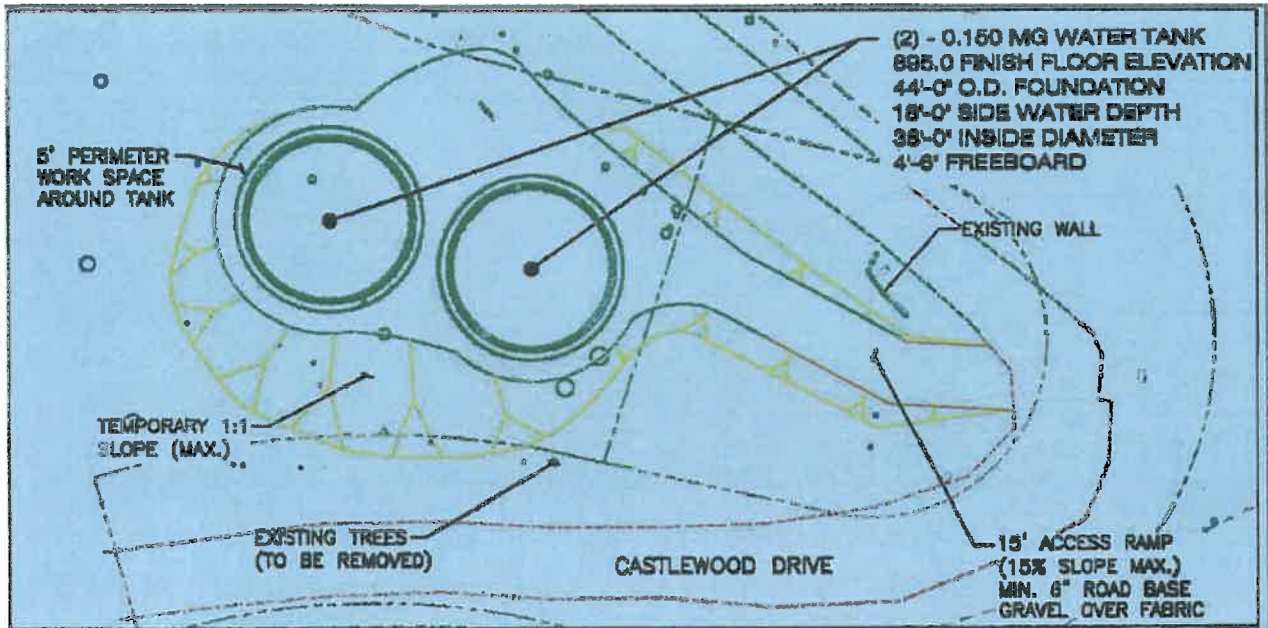 (2) - 0.150 MG WATER TANK
895.0 FINISH FLOOR ELEVATION
44'-0" O.D. FOUNDATION
16'-0" SIDE WATER DEPTH
38'-0" INSIDE DIAMETER
4'-6" FREEBOARD
5' PERIMETER
WORK SPACE
AROUND TANK
EXISTING WALL
TEMPORARY 1:1
SLOPE (MAX.)
EXISTING TREES
(TO BE REMOVED)
CASTLEWOOD DRIVE
15' ACCESS RAMP
(15% SLOPE MAX.)
MIN. 6" ROAD BASE
GRAVEL OVER FABRIC